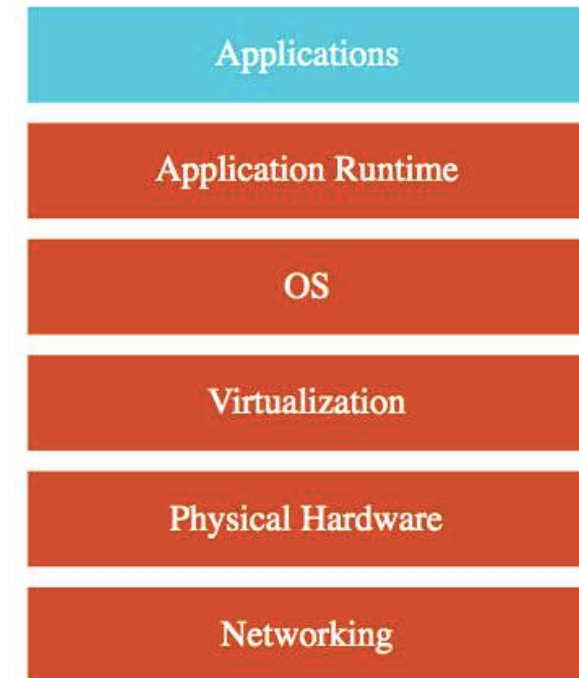 Applications
Application Runtime
OS
Virtualization
Physical Hardware
Networking